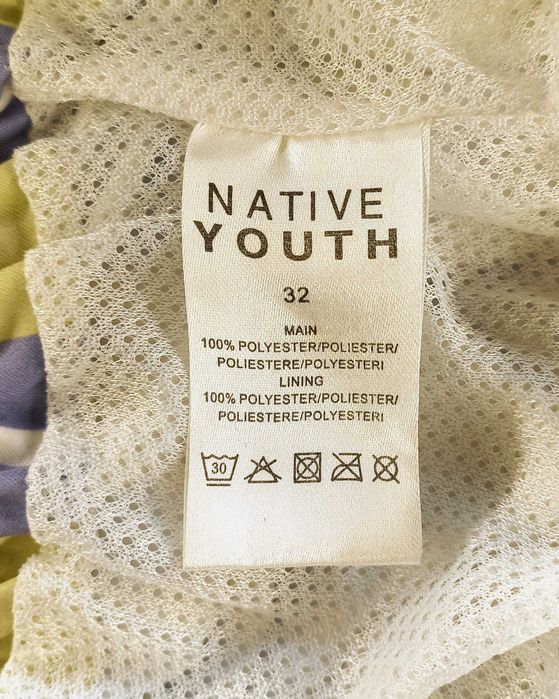 NATIVE
YOUTH
32
MAIN
100% POLYESTER/POLIESTER/
POLIESTERE/POLYESTERI
LINING
100% POLYESTER/POLIESTER/
POLIESTERE/POLYESTERI
30